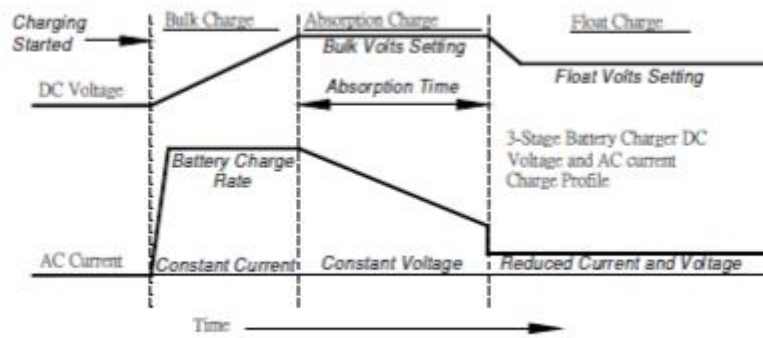 Charging
Started
Bulk Charge
Absorption Charge
Float Charge
Bulk Volts Setting
Float Volts Setting
DC Voltage
Absorption Time
3-Stage Battery Charger DC
Voltage and AC current
Charge Profile
Battery Charge
Rate
AC Current
Constant Current
Constant Voltage
Reduced Current and Voltage
Time